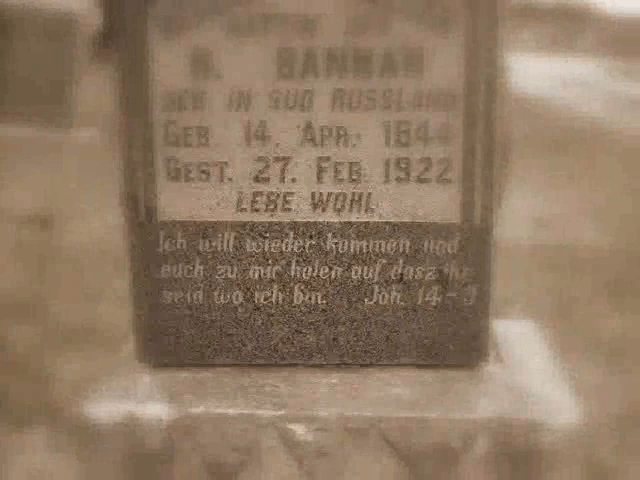 BANMAN
GEB IN SUD RUSSLAND
GEB. 14. APR. 1844
GEST. 27. FEB. 1922
LEBE WOHL
Ich will wieder kommen und
euch zu mir holen auf dasz ihr
seid wo ich bin. Joh. 14-3